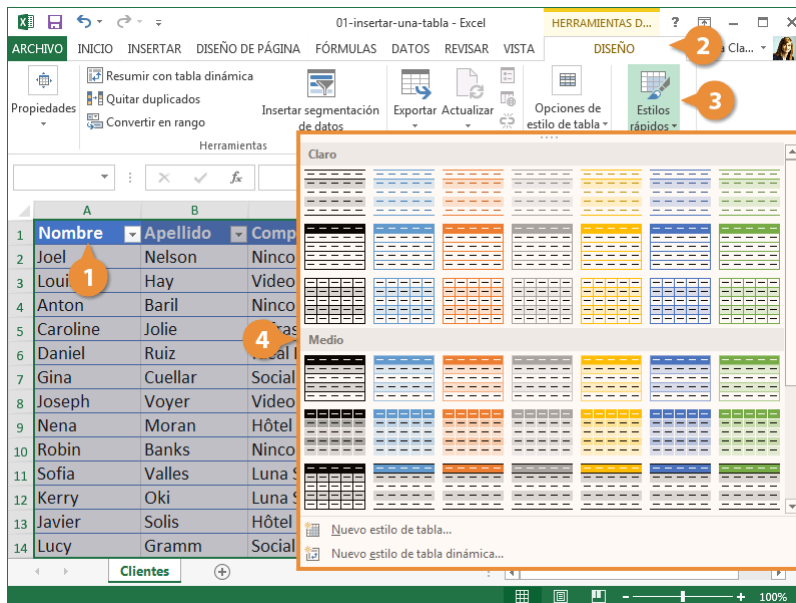 01-insertar-una-tabla - Excel
HERRAMIENTAS D...
?
ARCHIVO INICIO INSERTAR DISEÑO DE PÁGINA FÓRMULAS DATOS REVISAR VISTA DISEÑO 2 Cla...
Propiedades
Resumir con tabla dinámica
Quitar duplicados
Convertir en rango
Insertar segmentación
de datos
Exportar
Actualizar
Opciones de
estilo de tabla
Estilos
rápidos
3
Herramientas
fx
Claro
A B
1 Nombre Apellido Comp
2 Joel Nelson Ninco
1
3 Loui Hay Video
4 Anton Baril Ninco
5 Caroline Jolie
4
Medio
6 Daniel Ruiz
7 Gina Cuellar Social
8 Joseph Voyer Video
9 Nena Moran Hôtel
10 Robin Banks Ninco
11 Sofia Valles Luna S
12 Kerry Oki Luna S
13 Javier Solis Hôtel
14 Lucy Gramm Social
Nuevo estilo de tabla...
Nuevo estilo de tabla dinámica...
Clientes
100%